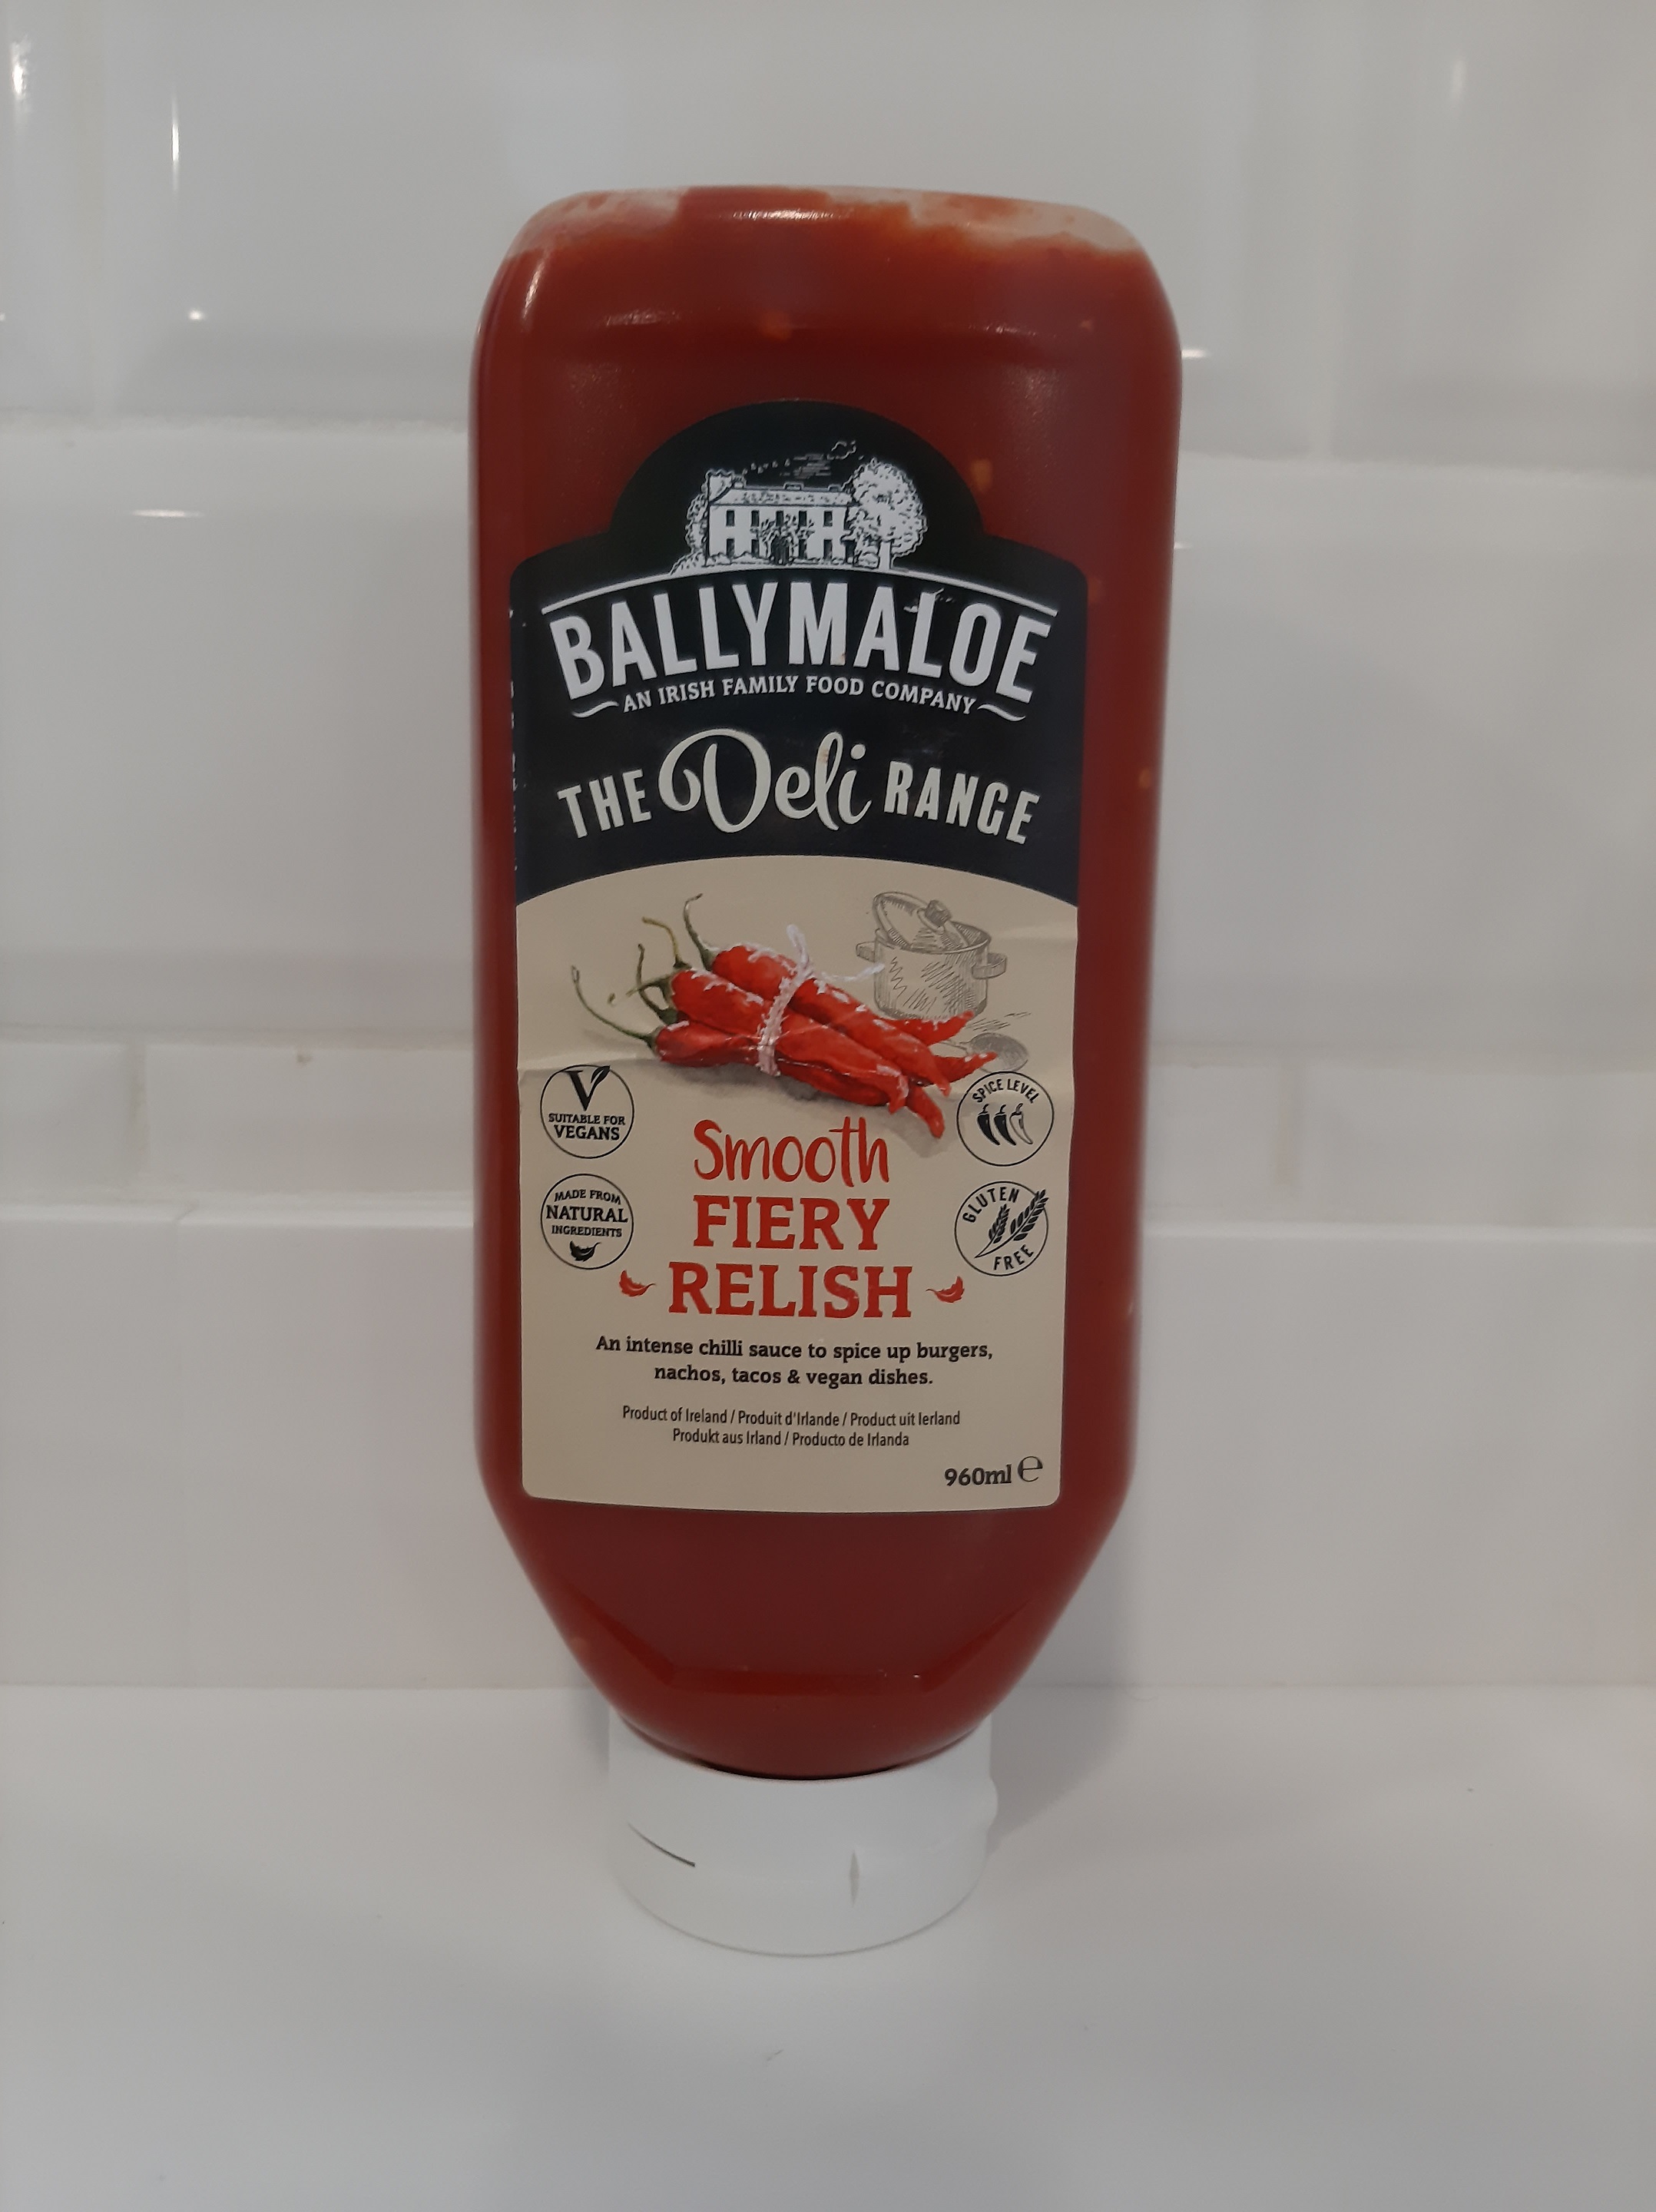 BALLYMALOE
AN IRISH FAMILY FOOD COMPANY
THE Deli RANGE
V
SUITABLE FOR
VEGANS
SPICE LEVEL
MADE FROM
NATURAL
INGREDIENTS
GLUTEN
FREE
Smooth
FIERY
RELISH
An intense chilli sauce to spice up burgers,
nachos, tacos & vegan dishes.
Product of Ireland / Produit d'Irlande / Product uit Ierland
Produkt aus Irland / Producto de Irlanda
960ml ℮